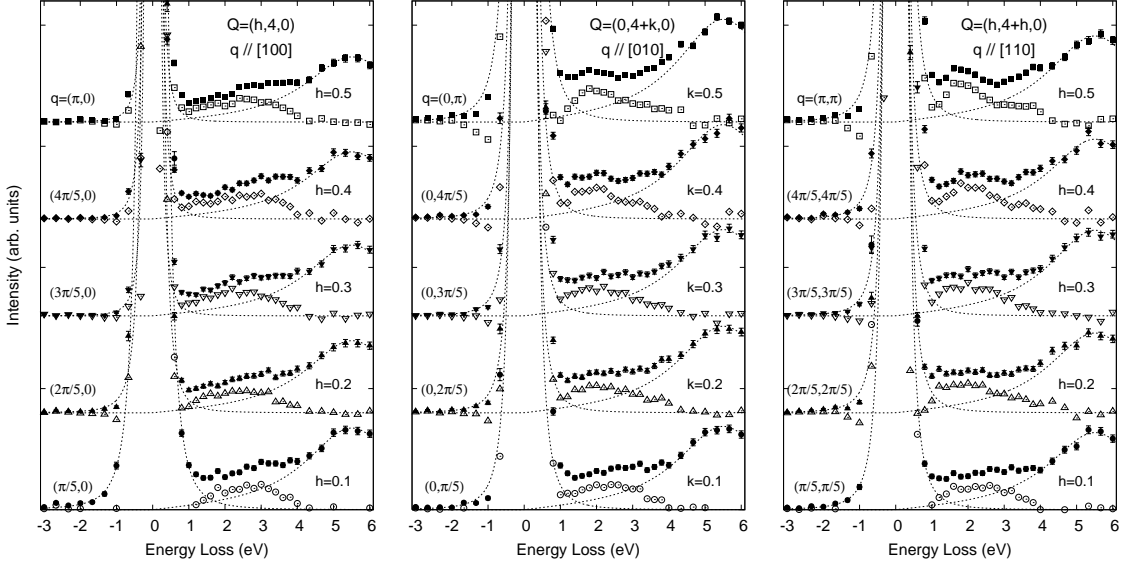 Intensity (arb. units)
Q=(h,4,0)
q // [100]
q=(π,0)
h=0.5
(4π/5,0)
h=0.4
(3π/5,0)
h=0.3
(2π/5,0)
h=0.2
(π/5,0)
h=0.1
-3 -2 -1 0 1 2 3 4 5 6
Energy Loss (eV)
Q=(0,4+k,0)
q // [010]
(0,π)
k=0.5
(0,4π/5)
k=0.4
(0,3π/5)
k=0.3
(0,2π/5)
k=0.2
(0,π/5)
k=0.1
-3 -2 -1 0 1 2 3 4 5 6
Energy Loss (eV)
Q=(h,4+h,0)
q // [110]
(π,π)
h=0.5
(4π/5,4π/5)
h=0.4
(3π/5,3π/5)
h=0.3
(2π/5,2π/5)
h=0.2
(π/5,π/5)
h=0.1
-3 -2 -1 0 1 2 3 4 5 6
Energy Loss (eV)